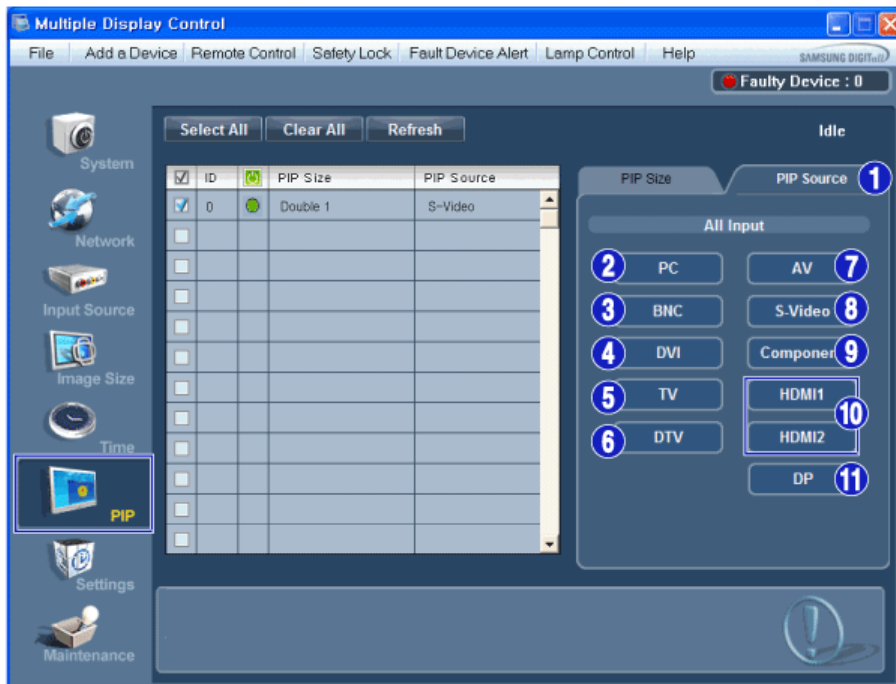 Multiple Display Control
File Add a Device Remote Control Safety Lock Fault Device Alert Lamp Control Help SAMSUNG DIGITall
Faulty Device : 0
Select All Clear All Refresh Idle
System
Network
Input Source
Image Size
Time
PIP
Settings
Maintenance
ID PIP Size PIP Source
0 Double 1 S-Video
PIP Size PIP Source 1
All Input
2 PC AV 7
3 BNC S-Video 8
4 DVI Componen 9
5 TV HDMI1
10
6 DTV HDMI2
DP 11